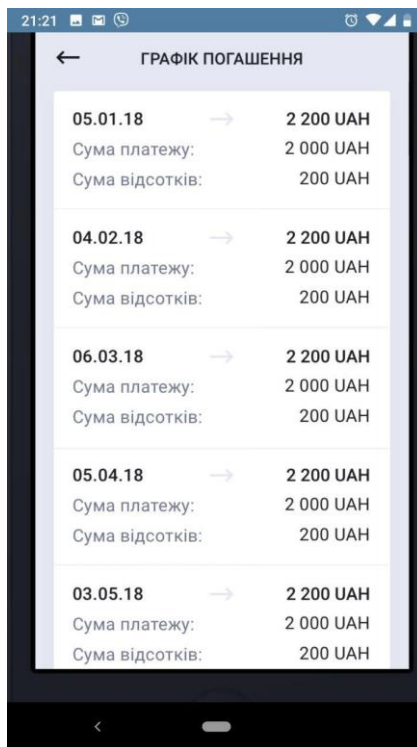 21:21
ГРАФІК ПОГАШЕННЯ
05.01.18 → 2 200 UAH
Сума платежу: 2 000 UAH
Сума відсотків: 200 UAH
04.02.18 → 2 200 UAH
Сума платежу: 2 000 UAH
Сума відсотків: 200 UAH
06.03.18 → 2 200 UAH
Сума платежу: 2 000 UAH
Сума відсотків: 200 UAH
05.04.18 → 2 200 UAH
Сума платежу: 2 000 UAH
Сума відсотків: 200 UAH
03.05.18 → 2 200 UAH
Сума платежу: 2 000 UAH
Сума відсотків: 200 UAH